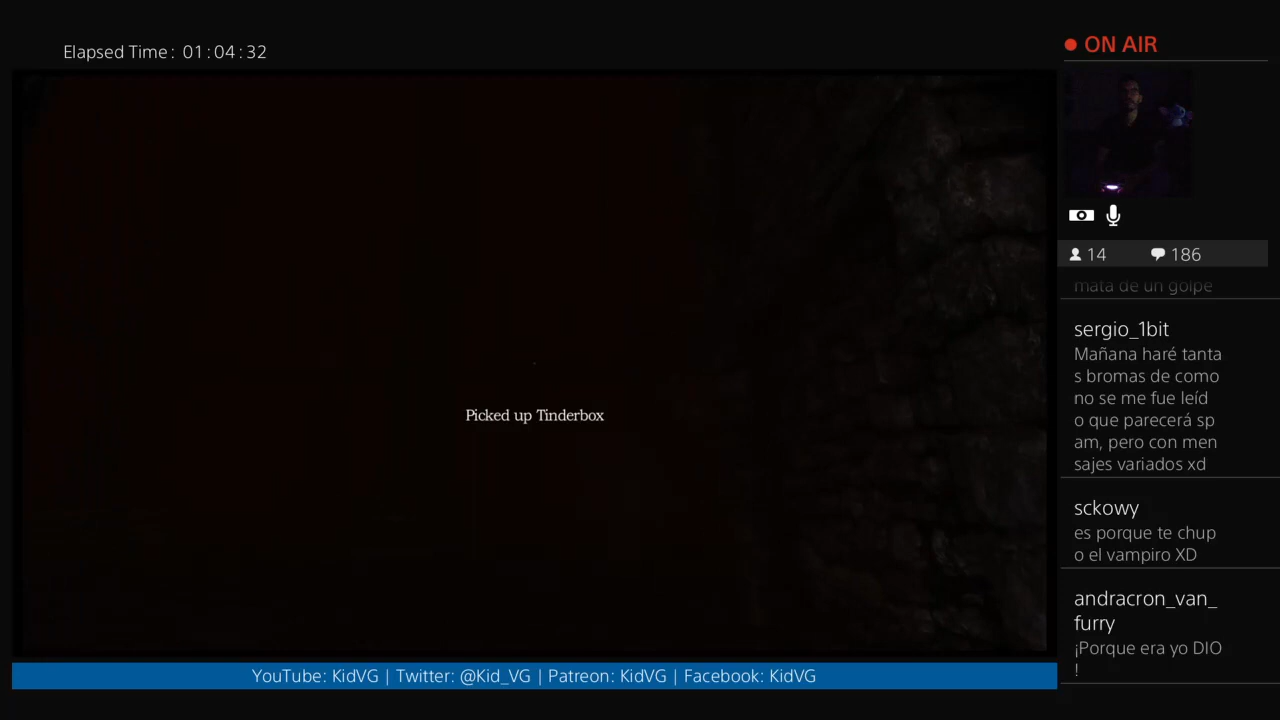 Elapsed Time: 01:04:32
ON AIR
14
186
mata de un golpe
sergio_1bit
Mañana haré tanta
s bromas de como
no se me fue leíd
o que parecerá sp
am, pero con men
sajes variados xd
Picked up Tinderbox
sckowy
es porque te chup
o el vampiro XD
andracron_van_
furry
¡Porque era yo DIO
!
YouTube: KidVG | Twitter: @Kid_VG | Patreon: KidVG | Facebook: KidVG